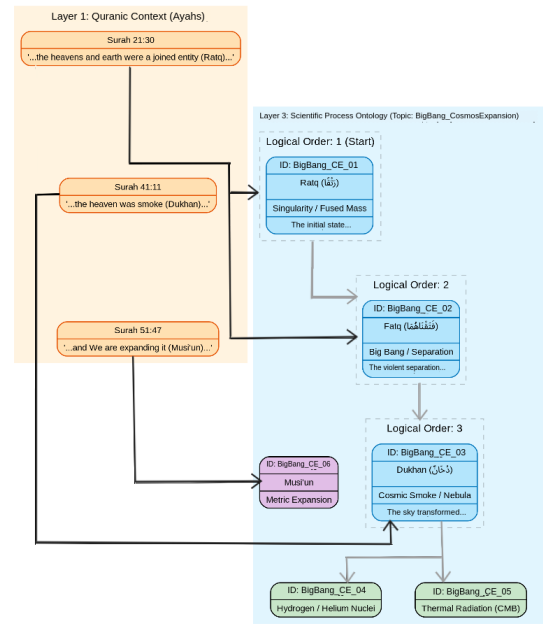 Layer 1: Quranic Context (Ayahs)
Surah 21:30
'...the heavens and earth were a joined entity (Ratq)...'
Surah 41:11
'...the heaven was smoke (Dukhan)...'
Surah 51:47
'...and We are expanding it (Musi'un)...'
Layer 3: Scientific Process Ontology (Topic: BigBang_CosmosExpansion)
Logical Order: 1 (Start)
ID: BigBang_CE_01
Ratq (رَتْقًا)
Singularity / Fused Mass
The initial state...
Logical Order: 2
ID: BigBang_CE_02
Fatq (فَفَتَقْنَاهُمَا)
Big Bang / Separation
The violent separation...
Logical Order: 3
ID: BigBang_CE_03
Dukhan (دُخَانٌ)
Cosmic Smoke / Nebula
The sky transformed...
ID: BigBang_CE_06
Musi'un
Metric Expansion
ID: BigBang_CE_04
Hydrogen / Helium Nuclei
ID: BigBang_CE_05
Thermal Radiation (CMB)